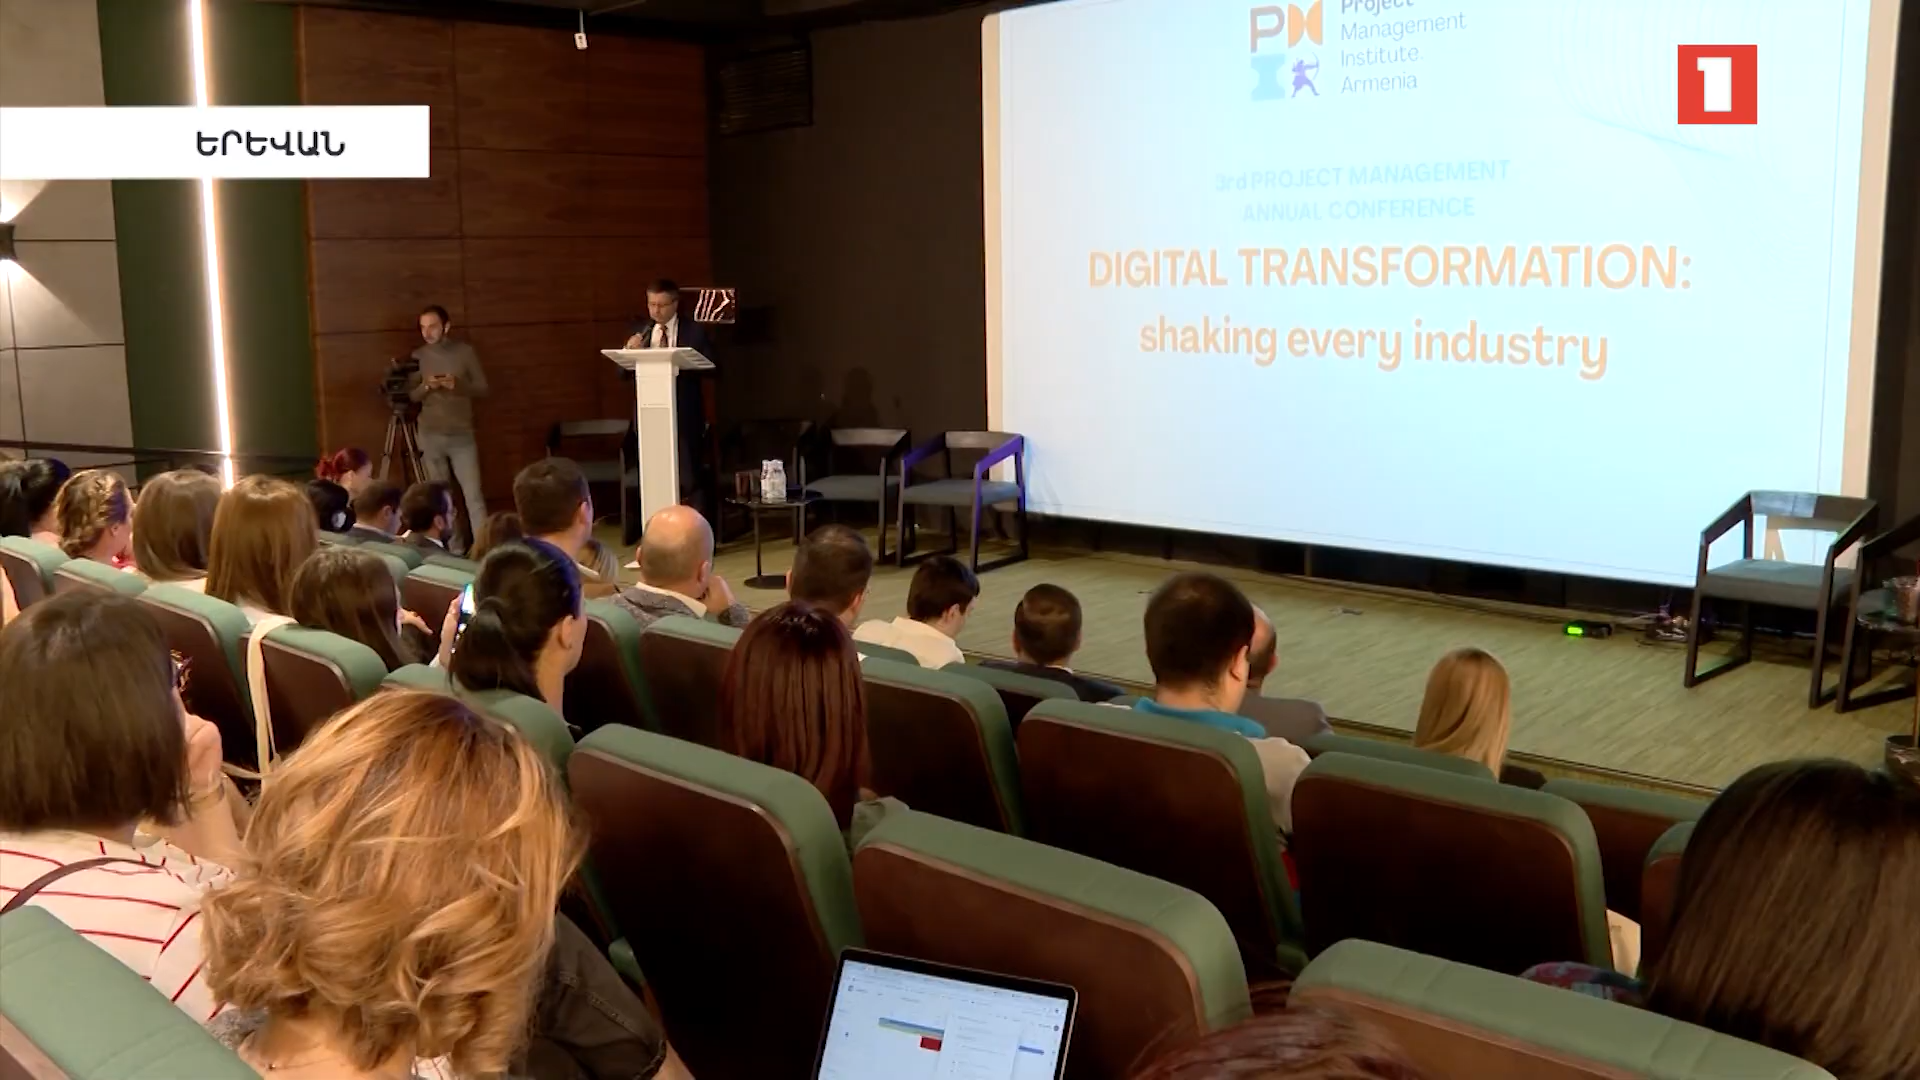 Project
Management
Institute.
Armenia
1
ԵՐԵՎԱՆ
3rd PROJECT MANAGEMENT
ANNUAL CONFERENCE
DIGITAL TRANSFORMATION:
shaking every industry